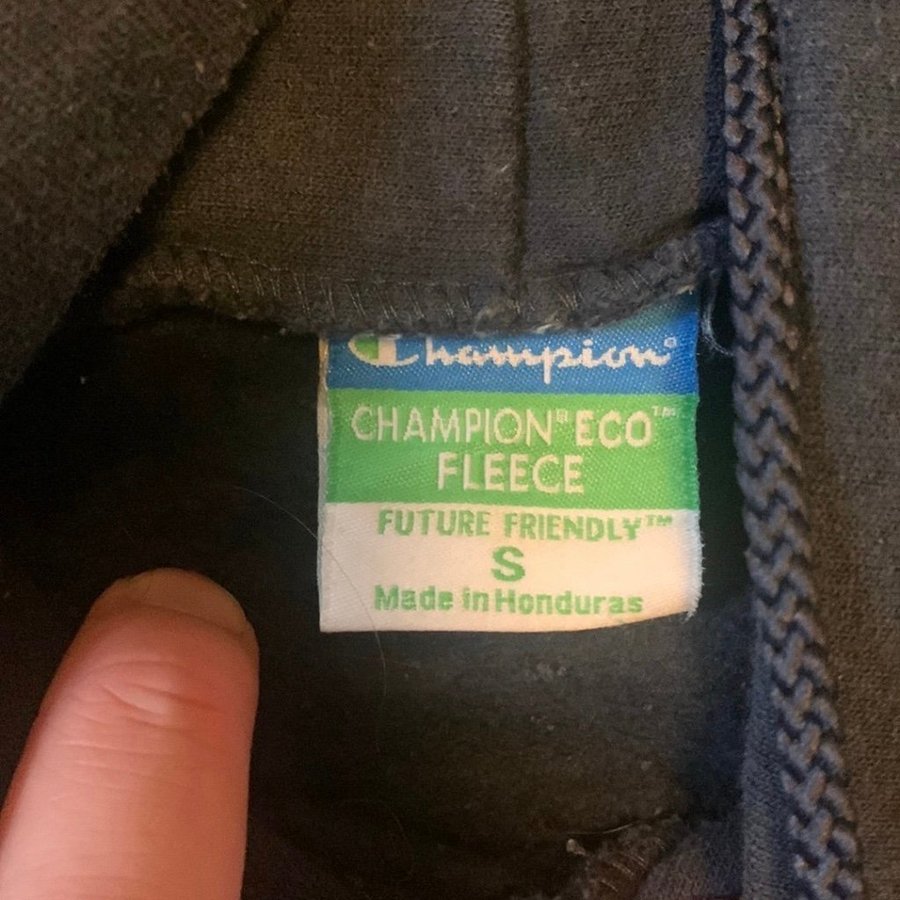 Champion®
CHAMPION® ECO™
FLEECE
FUTURE FRIENDLY™
S
Made in Honduras